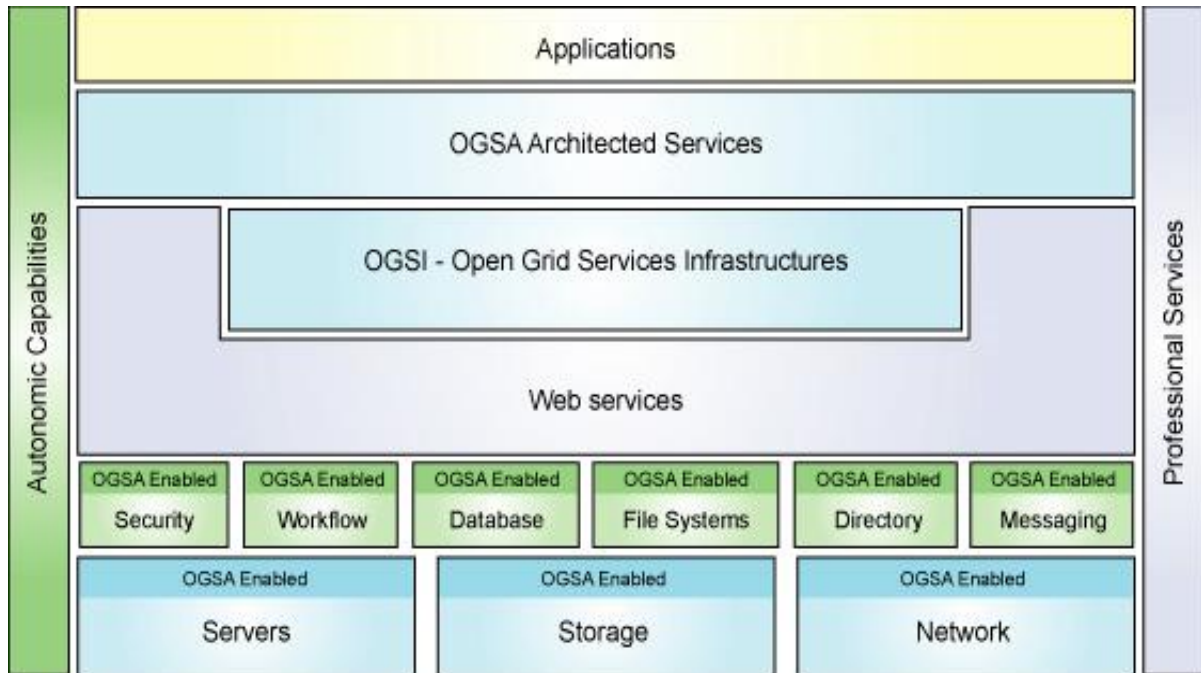 Applications
OGSA Architected Services
OGSI - Open Grid Services Infrastructures
Web services
Autonomic Capabilities
Professional Services
OGSA Enabled
Security
OGSA Enabled
Workflow
OGSA Enabled
Database
OGSA Enabled
File Systems
OGSA Enabled
Directory
OGSA Enabled
Messaging
OGSA Enabled
Servers
OGSA Enabled
Storage
OGSA Enabled
Network